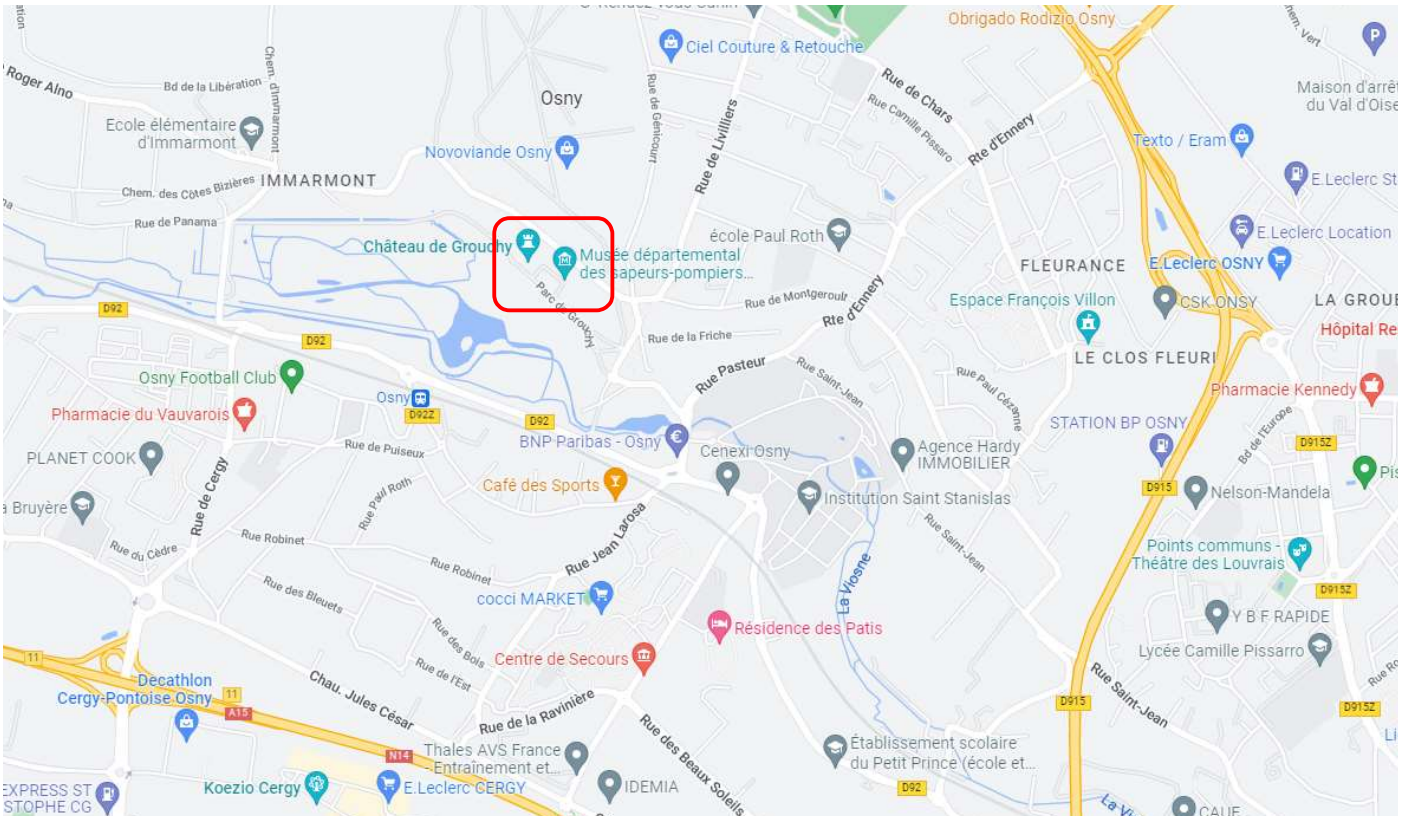 Obrigado Rodizio Osny
Ciel Couture & Retouche
Chem. Vert
P
Maison d'arrêt
du Val d'Oise
Roger Alno
Bd de la Libération
Chem. d'Immarmont
Osny
Rue de Génicourt
Rue de Livilliers
Rue de Chars
Rue Camille Pissaro
Rte d'Ennery
Ecole élémentaire
d'Immarmont
Novoviande Osny
Texto / Eram
E.Leclerc St
Chem. des Côtes Bizières
IMMARMONT
Rue de Panama
Château de Grouchy
M
Musée départemental
des sapeurs-pompiers...
école Paul Roth
E.Leclerc Location
FLEURANCE
E.Leclerc OSNY
Parc de Grouchy
Rue de Montgeroult
Rte d'Ennery
Espace François Villon
CSK ONSY
LA GROUE
Hôpital Re
D92
D92
Rue de la Friche
LE CLOS FLEURI
Rue Pasteur
Rue Saint-Jean
Rue Paul Cézanne
Osny Football Club
Osny
D92Z
Pharmacie Kennedy
Pharmacie du Vauvarois
D92
BNP Paribas - Osny
€
STATION BP OSNY
Bd de l'Europe
D915Z
PLANET COOK
Rue de Puiseux
Cenexi Osny
Agence Hardy
IMMOBILIER
Rue de Cergy
Rue Paul Roth
Café des Sports
D915
Nelson-Mandela
Pis
a Bruyère
Institution Saint Stanislas
Rue du Cèdre
Rue Robinet
Rue Robinet
Rue Jean Larosa
Rue Saint-Jean
Points communs -
Théâtre des Louvrais
La Viosne
Rue des Bleuets
cocci MARKET
D915Z
Y B F RAPIDE
Rue des Bois
Résidence des Patis
Lycée Camille Pissarro
11
Rue de l'Est
Centre de Secours
Decathlon
Cergy-Pontoise Osny
11
A15
Chau. Jules César
Rue de la Ravinière
Rue Saint-Jean
D915
D915Z
Rue des Beaux Soleils
N14
Thales AVS France
- Entraînement et...
Établissement scolaire
du Petit Prince (école et...
Li
EXPRESS ST
STOPHE CG
Koezio Cergy
E.Leclerc CERGY
IDEMIA
D92
CAUE